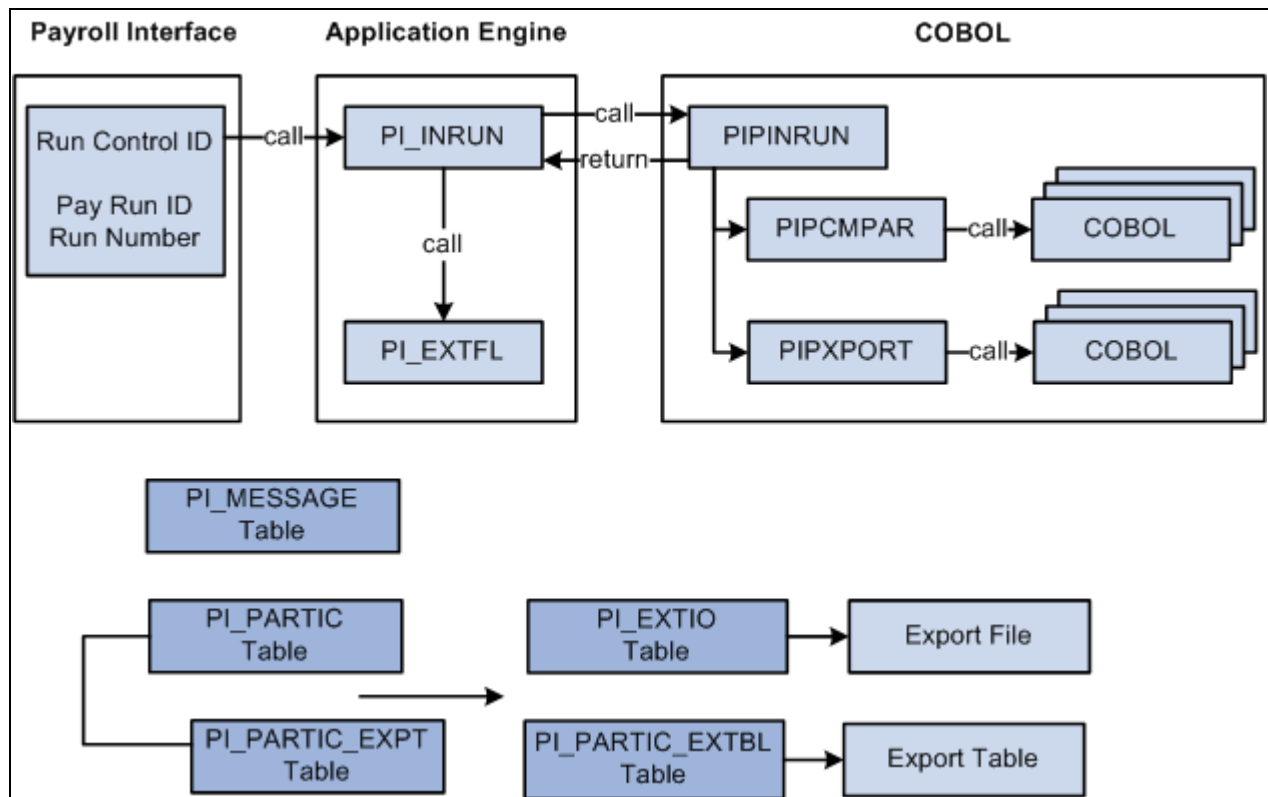 Payroll Interface
Application Engine
COBOL
Run Control ID
Pay Run ID
Run Number
call
PI_INRUN
call
PI_EXTFL
call
return
PIPINRUN
PIPCMPAR
call
COBOL
PIPXPORT
call
COBOL
PI_MESSAGE
Table
PI_PARTIC
Table
PI_EXTIO
Table
Export File
PI_PARTIC_EXPT
Table
PI_PARTIC_EXTBL
Table
Export Table